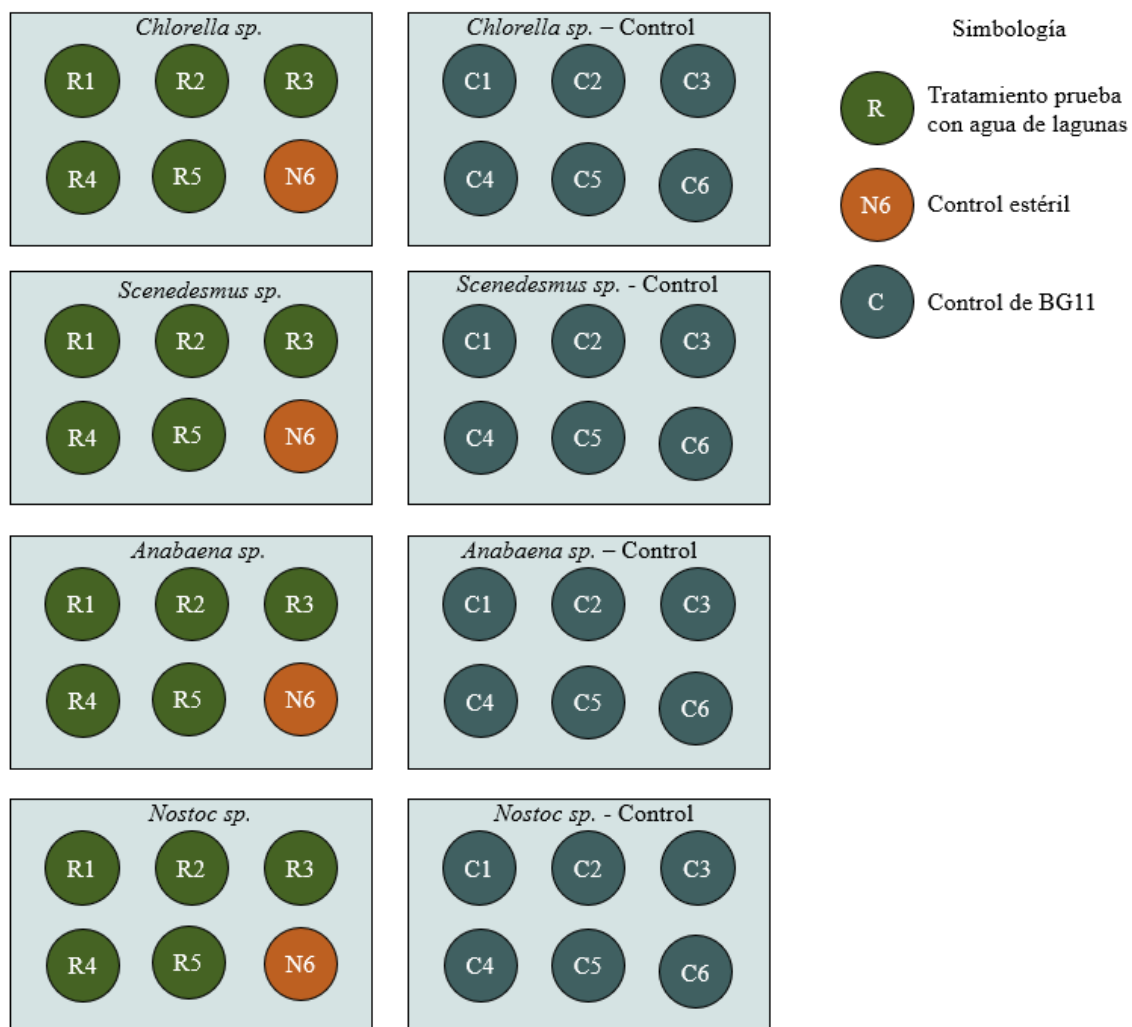 Chlorella sp.
R1 R2 R3
R4 R5 N6
Chlorella sp. – Control
C1 C2 C3
C4 C5 C6
Scenedesmus sp.
R1 R2 R3
R4 R5 N6
Scenedesmus sp. - Control
C1 C2 C3
C4 C5 C6
Anabaena sp.
R1 R2 R3
R4 R5 N6
Anabaena sp. – Control
C1 C2 C3
C4 C5 C6
Nostoc sp.
R1 R2 R3
R4 R5 N6
Nostoc sp. - Control
C1 C2 C3
C4 C5 C6
Simbología
R
Tratamiento prueba
con agua de lagunas
N6
Control estéril
C
Control de BG11